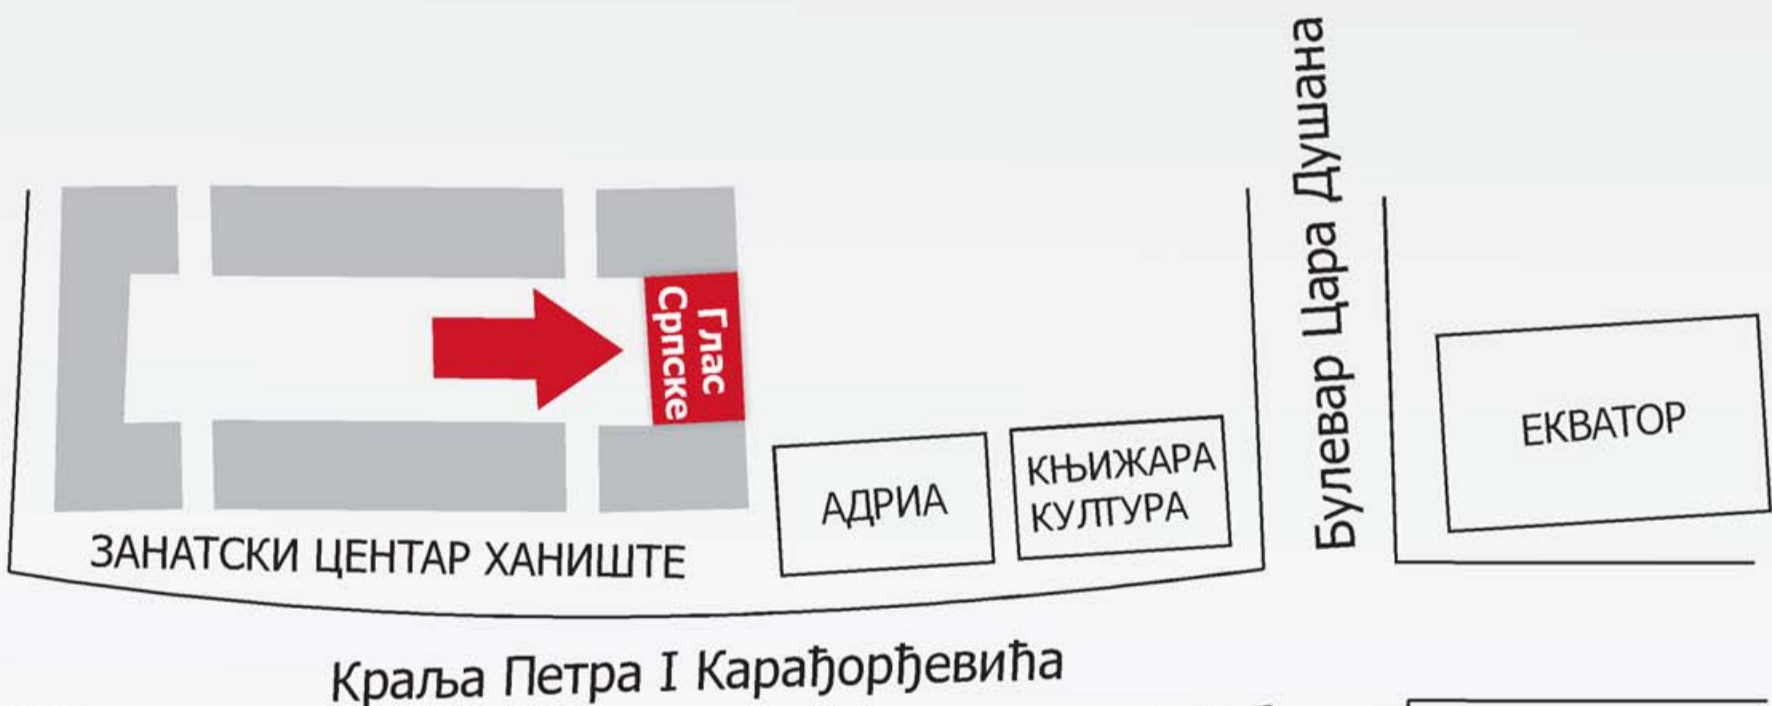 Булевар Цара Душана
Глас
Српске
ЕКВАТОР
АДРИА
КЊИЖАРА
КУЛТУРА
ЗАНАТСКИ ЦЕНТАР ХАНИШТЕ
Краља Петра I Карађорђевића